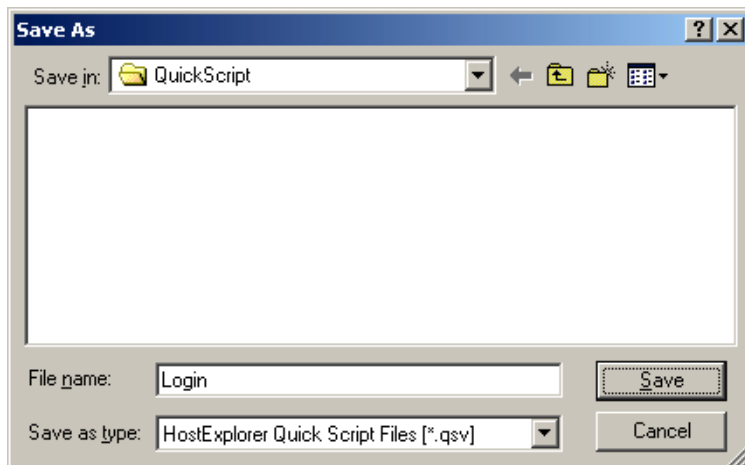 Save As
Save in: QuickScript
File name: Login Save
Save as type: HostExplorer Quick Script Files [*.qsv] Cancel